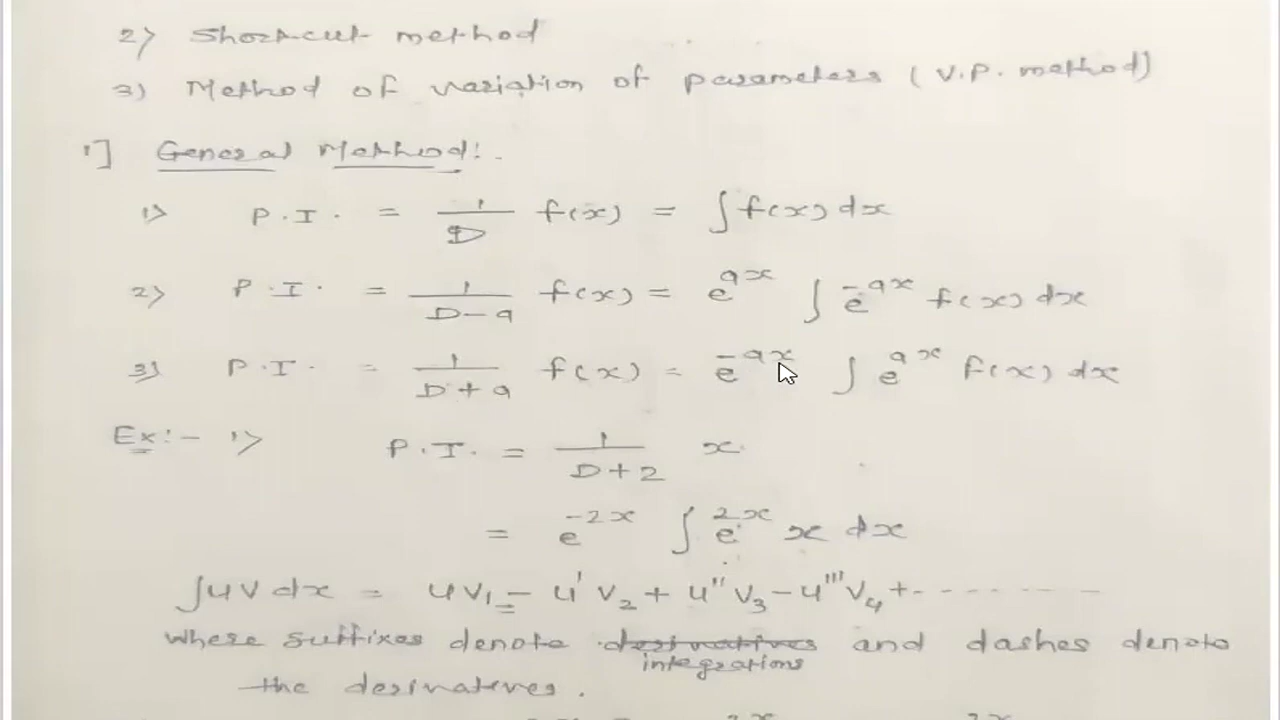 2) Shortcut method
3) Method of variation of parameters (V.P. method)
1] General Method:.
1) P.I. = 1/D f(x) = ∫ f(x) dx
2) P.I. = 1/(D-a) f(x) = e^{ax} ∫ e^{-ax} f(x) dx
3) P.I. = 1/(D+a) f(x) = e^{-ax} ∫ e^{ax} f(x) dx
Ex:- 1) P.I. = 1/(D+2) x
= e^{-2x} ∫ e^{2x} x dx
∫uv dx = uv₁ - u'v₂ + u''v₃ - u'''v₄ + --------
where suffixes denote derivatives and dashes denote
integrations
the derivatives.